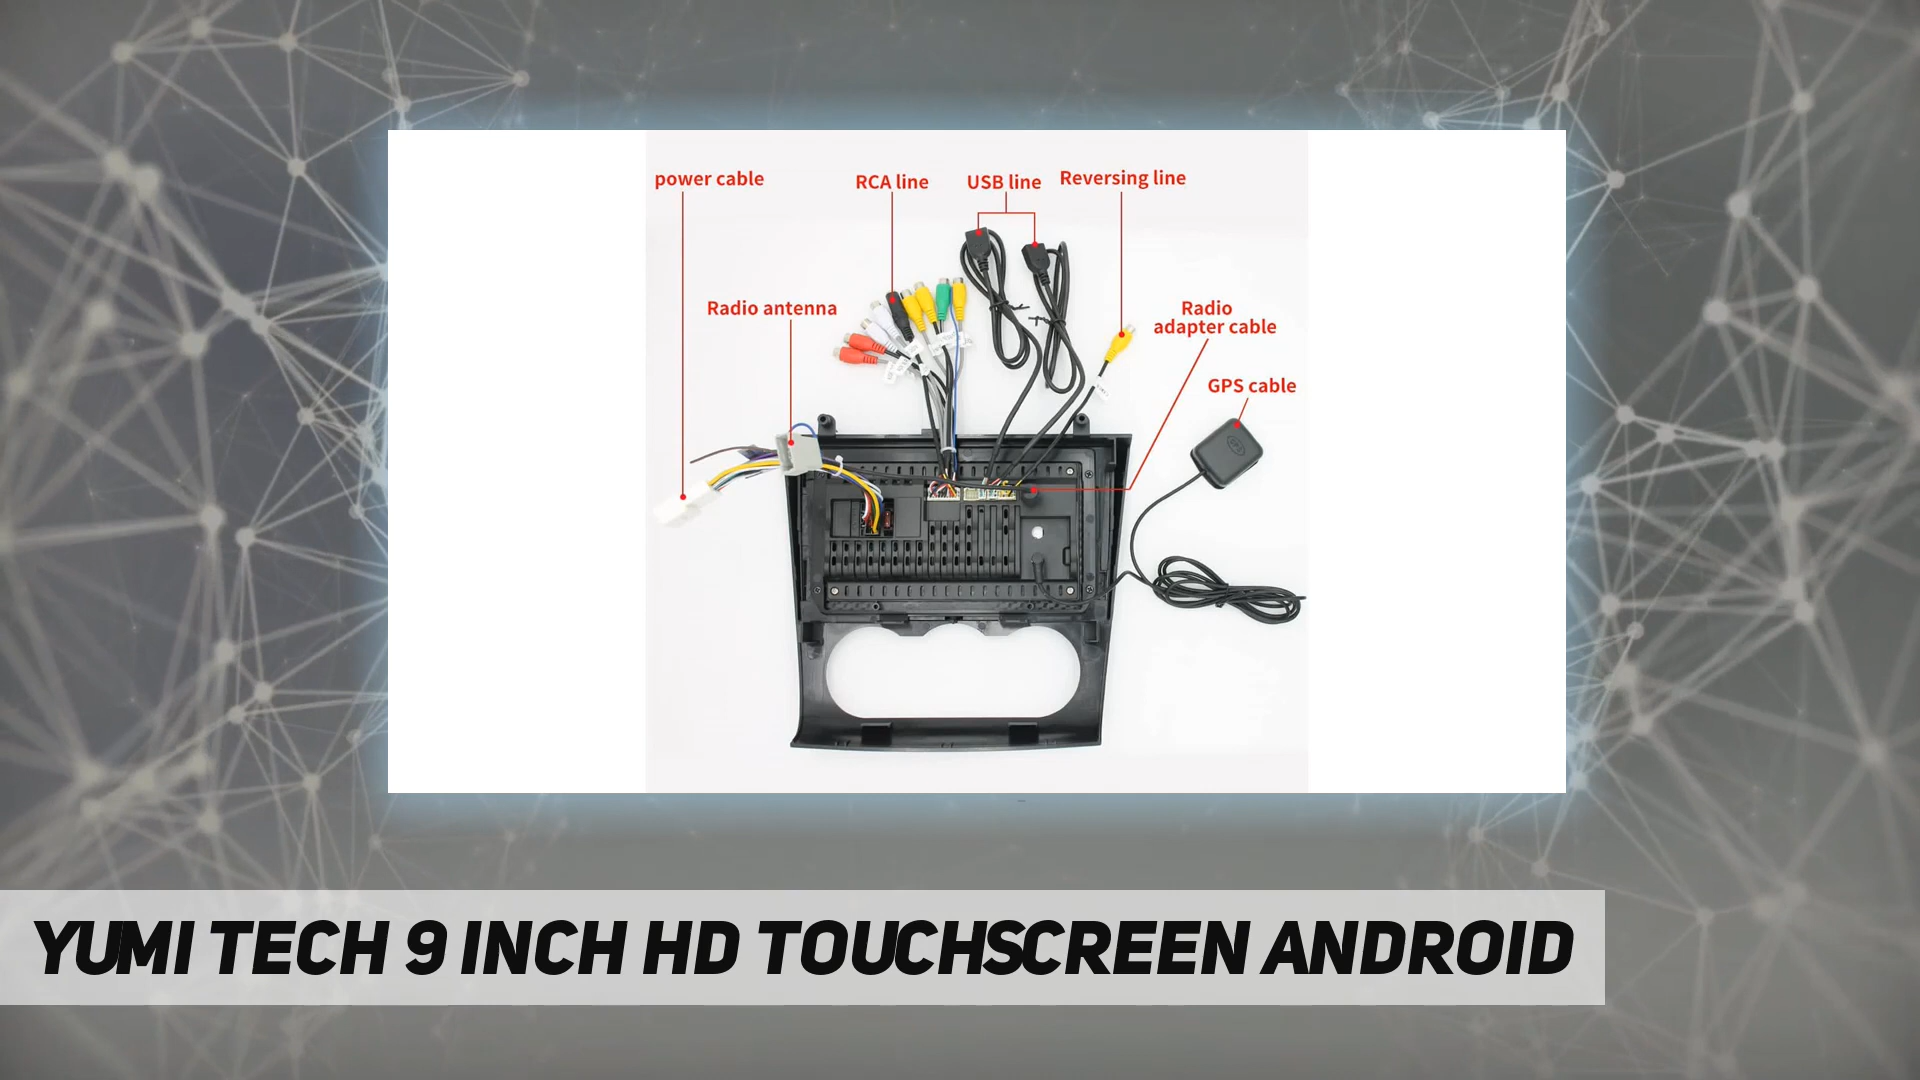 power cable
RCA line
USB line
Reversing line
Radio antenna
Radio
adapter cable
GPS cable
YUMI TECH 9 INCH HD TOUCHSCREEN ANDROID